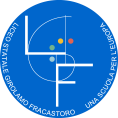 LICEO STATALE GIROLAMO FRACASTORO
UNA SCUOLA PER L'EUROPA
LF